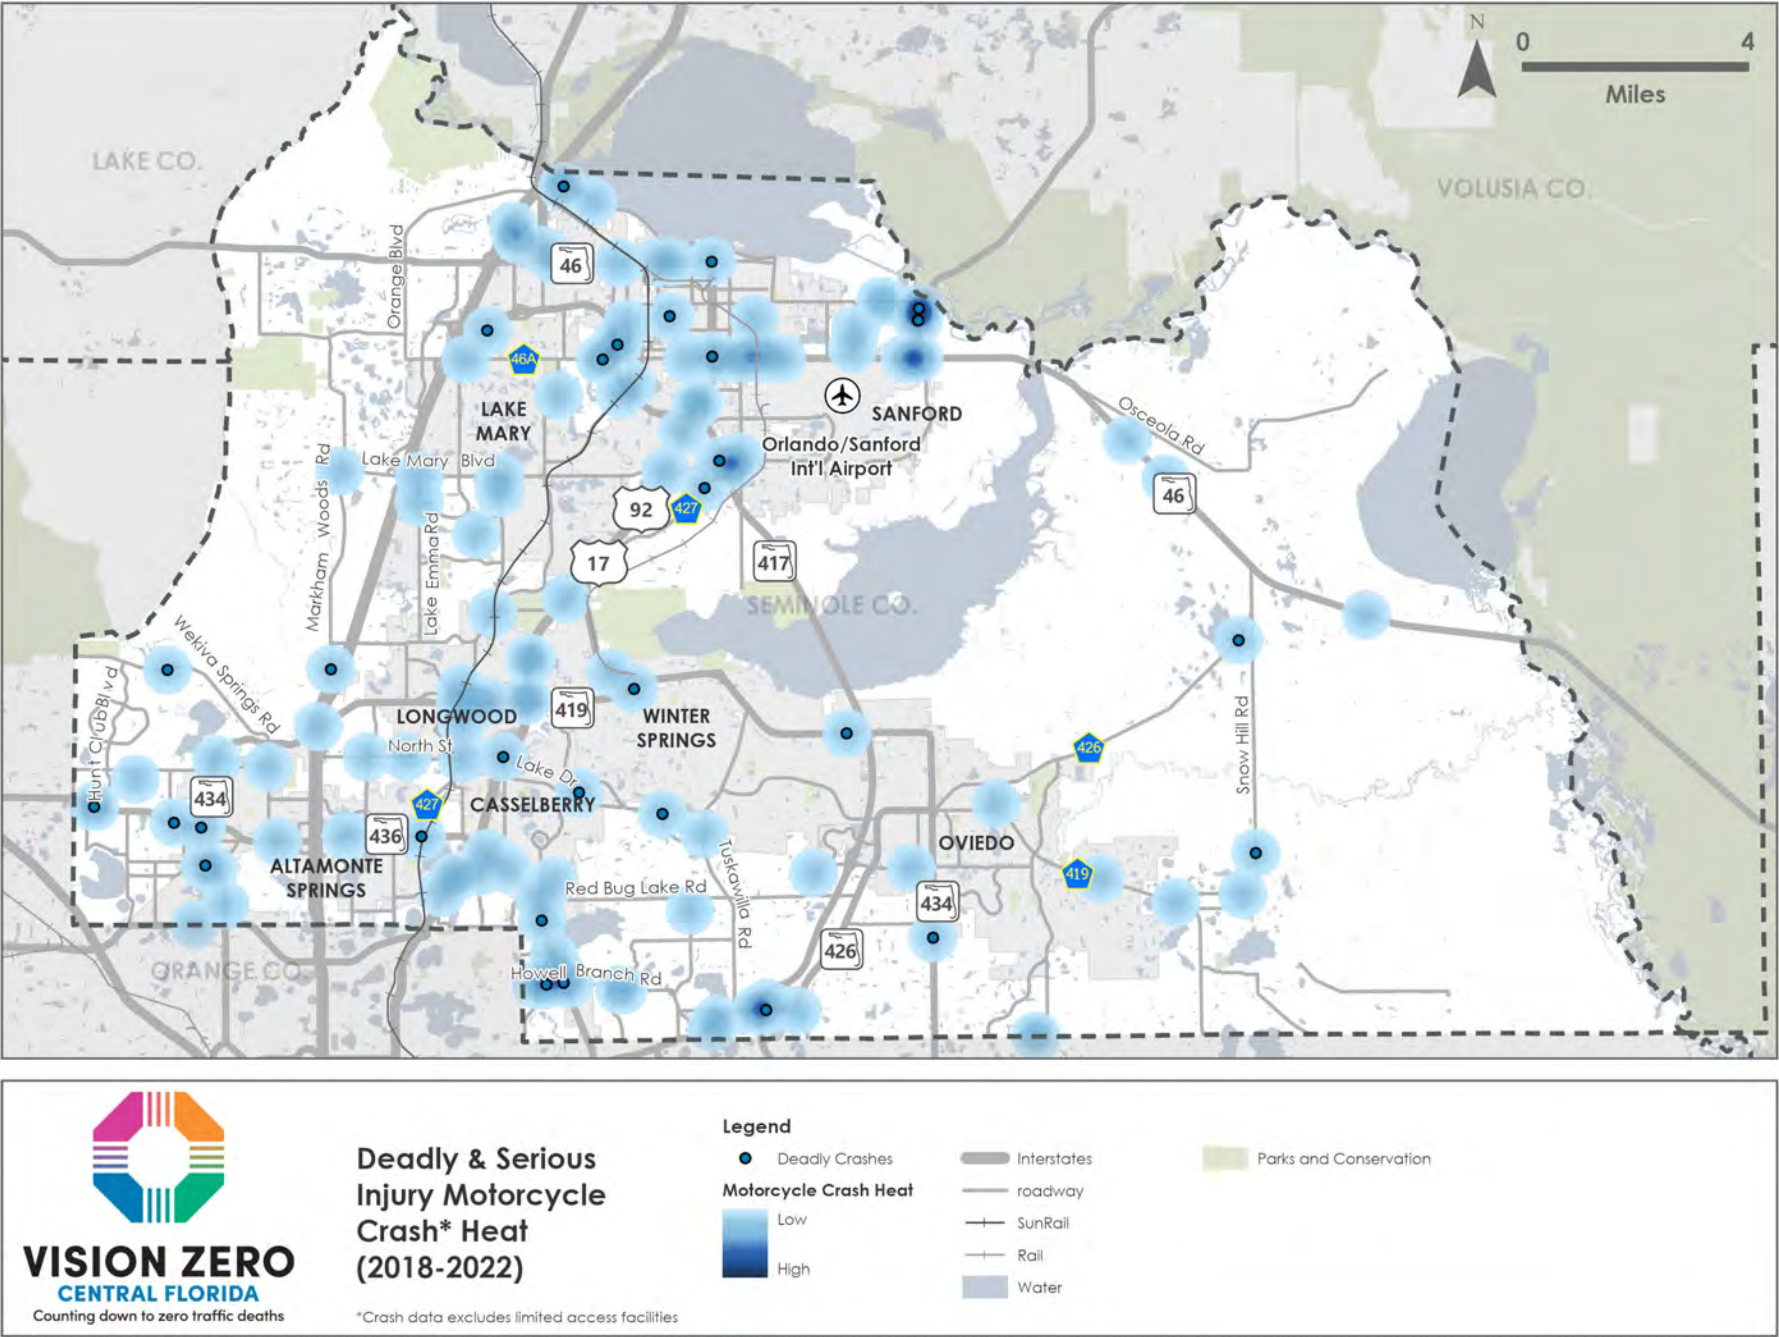 N
0 4
Miles
LAKE CO.
VOLUSIA CO.
Orange Blvd
46
46A
LAKE
MARY
SANFORD
Orlando/Sanford
Int'l Airport
Osceola Rd
Lake Mary Blvd
Markham Woods Rd
46
92
427
Lake Emma Rd
17
417
SEMINOLE CO.
Wekiva Springs Rd
Hunt Club Blvd
LONGWOOD
419
WINTER
SPRINGS
North St
Lake Dr
426
Snow Hill Rd
434
427
CASSELBERRY
436
OVIEDO
ALTAMONTE
SPRINGS
Tuskawilla Rd
419
Red Bug Lake Rd
434
426
ORANGE CO.
Howell Branch Rd
VISION ZERO
CENTRAL FLORIDA
Counting down to zero traffic deaths
Deadly & Serious
Injury Motorcycle
Crash* Heat
(2018-2022)
*Crash data excludes limited access facilities
Legend
Deadly Crashes
Motorcycle Crash Heat
Low
High
Interstates
roadway
SunRail
Rail
Water
Parks and Conservation